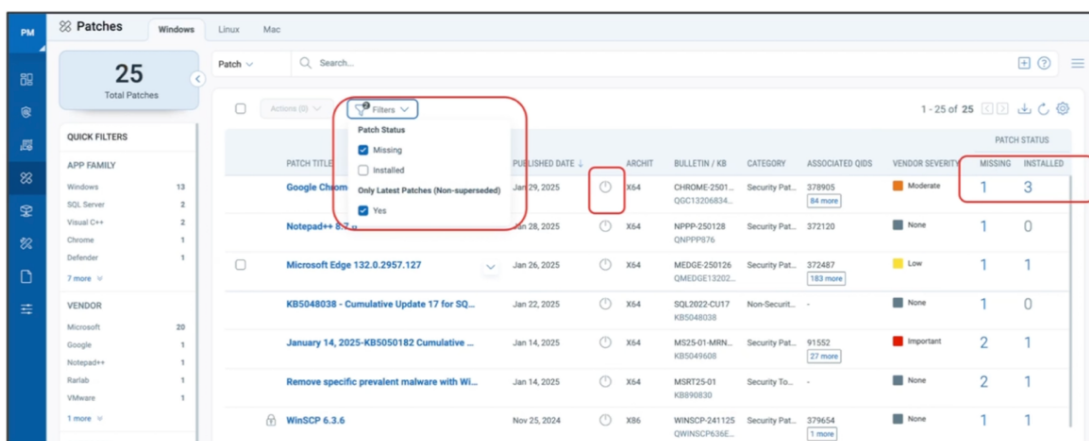 PM
Patches
Windows
Linux
Mac
25
Total Patches
Patch
Search...
QUICK FILTERS
APP FAMILY
Windows 13
SQL Server 2
Visual C++ 2
Chrome 1
Defender 1
7 more
VENDOR
Microsoft 20
Google 1
Notepad++ 1
Rarlab 1
VMware 1
1 more
Actions (0)
2
Filters
1 - 25 of 25
Patch Status
Missing
Installed
Only Latest Patches (Non-superseded)
Yes
PATCH STATUS
PATCH TITLE PUBLISHED DATE ARCHIT BULLETIN / KB CATEGORY ASSOCIATED QIDS VENDOR SEVERITY MISSING INSTALLED
Google Chrom Jan 29, 2025 X64 CHROME-2501... Security Pat... 378905 Moderate 1 3
QGC13206834... 84 more
Notepad++ 8.7 Jan 28, 2025 X64 NPPP-250128 Security Pat... 372120 None 1 0
QNPPP876
Microsoft Edge 132.0.2957.127 Jan 26, 2025 X64 MEDGE-250126 Security Pat... 372487 Low 1 1
QMEDGE13202... 183 more
KB5048038 - Cumulative Update 17 for SQ... Jan 22, 2025 X64 SQL2022-CU17 Non-Securit... - None 1 0
KB5048038
January 14, 2025-KB5050182 Cumulative ... Jan 14, 2025 X64 MS25-01-MRN... Security Pat... 91552 Important 2 1
KB5049608 27 more
Remove specific prevalent malware with Wi... Jan 14, 2025 X64 MSRT25-01 Security To... - None 2 1
KB890830
WinSCP 6.3.6 Nov 25, 2024 X86 WINSCP-241125 Security Pat... 379654 None 1 1
QWINSCP636E... 1 more